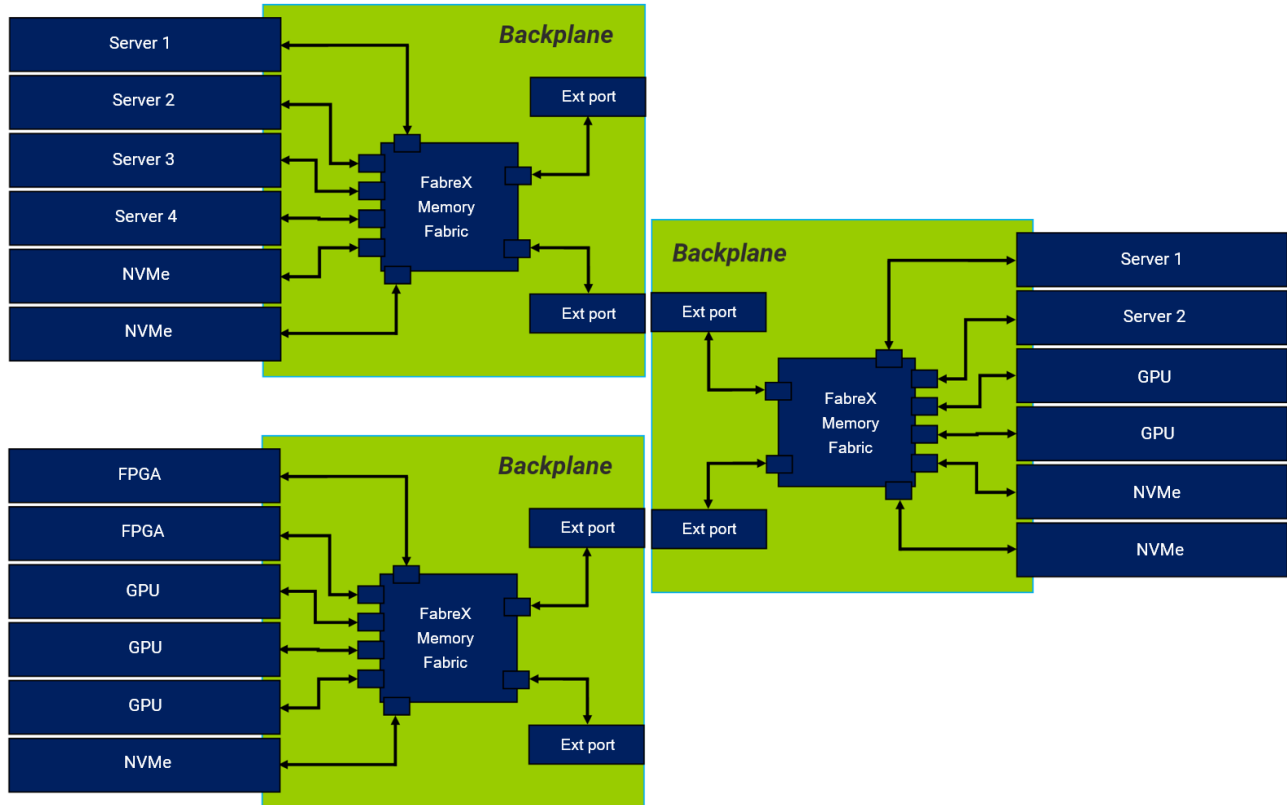 Backplane
Server 1
Server 2
Server 3
Server 4
NVMe
NVMe
FabreX
Memory
Fabric
Ext port
Ext port
Backplane
Ext port
Ext port
FabreX
Memory
Fabric
Server 1
Server 2
GPU
GPU
NVMe
NVMe
Backplane
FPGA
FPGA
GPU
GPU
GPU
NVMe
FabreX
Memory
Fabric
Ext port
Ext port